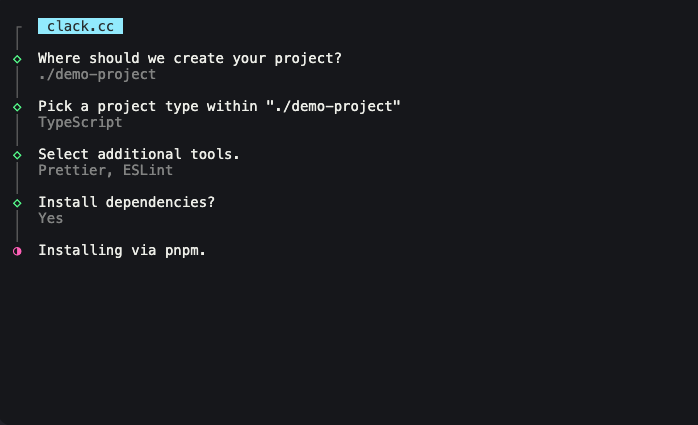 clack.cc
Where should we create your project?
./demo-project
Pick a project type within "./demo-project"
TypeScript
Select additional tools.
Prettier, ESLint
Install dependencies?
Yes
Installing via pnpm.